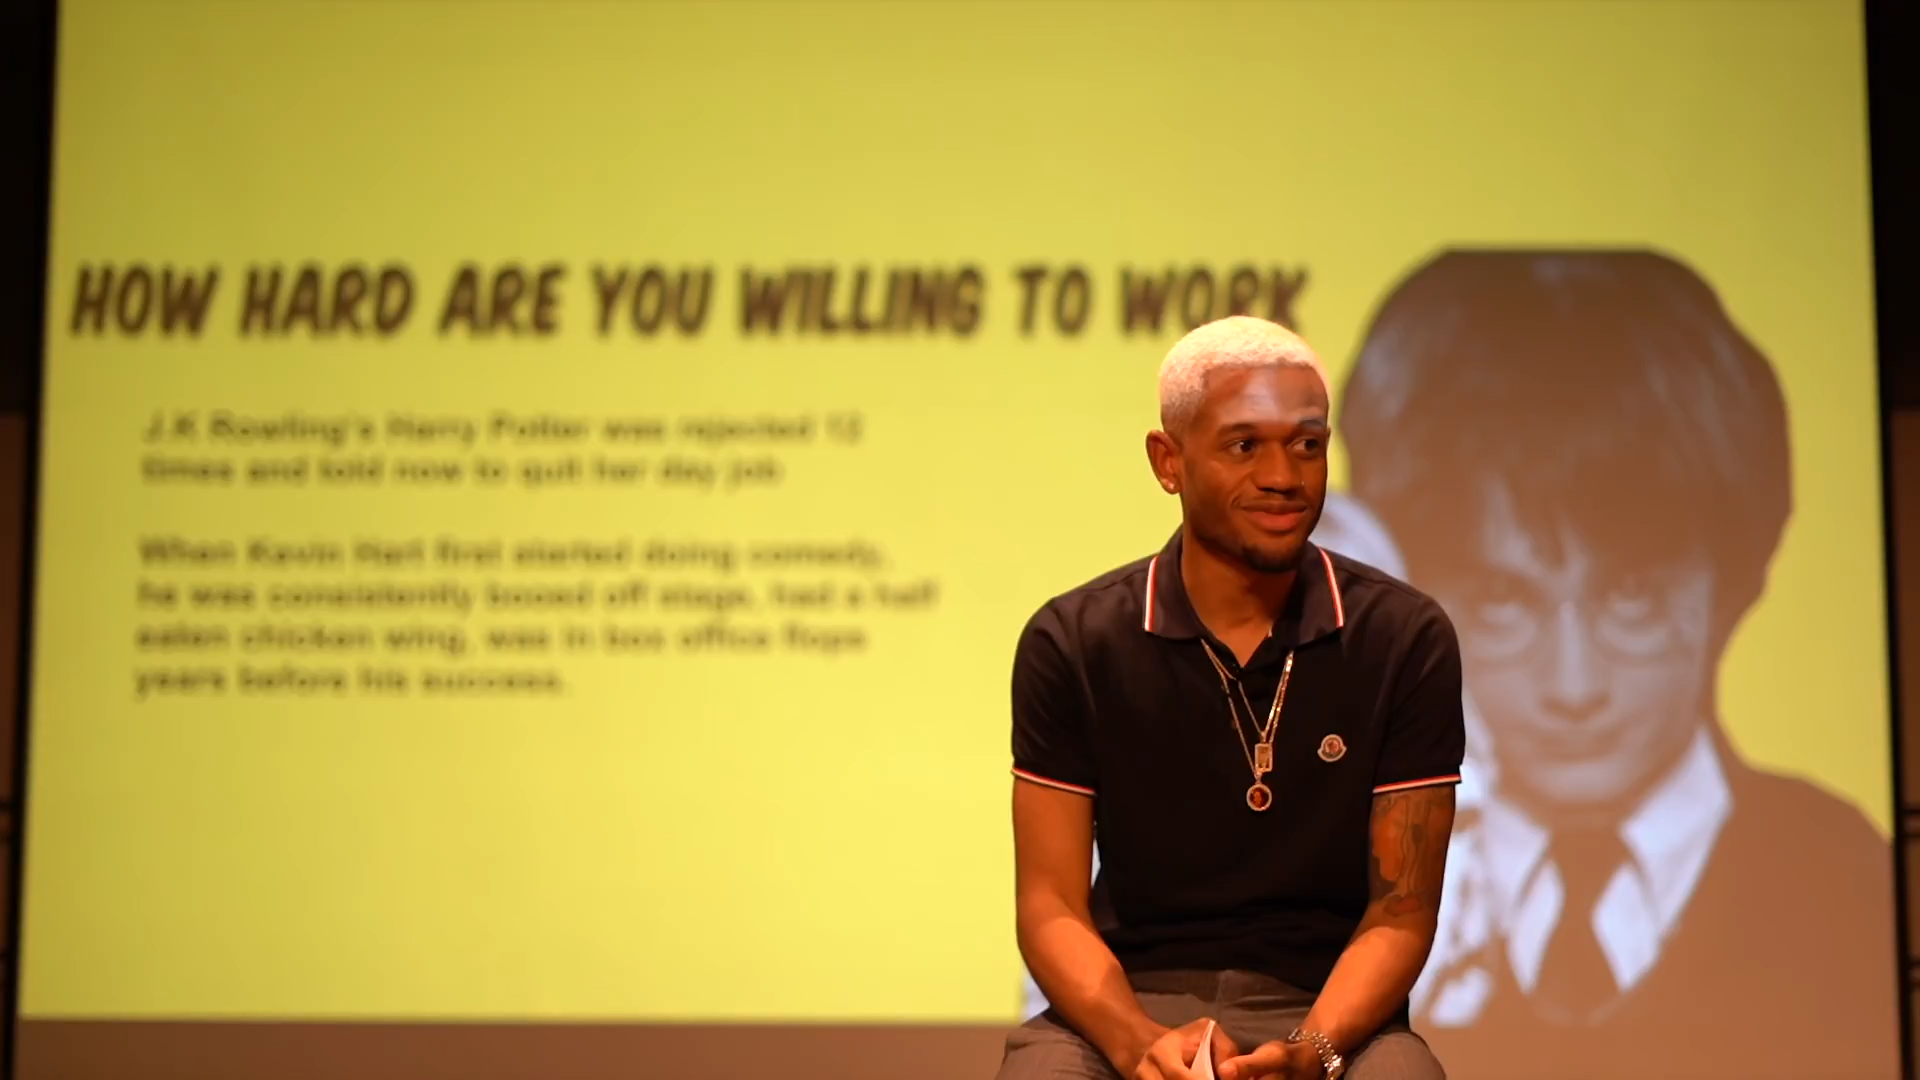 HOW HARD ARE YOU WILLING TO WORK
J.K Rowling's Harry Potter was rejected 12
times and told now to quit her day job
When Kevin Hart first started doing comedy,
he was consistently booed off stage, had a half
eaten chicken wing, was in box office flops
years before his success.